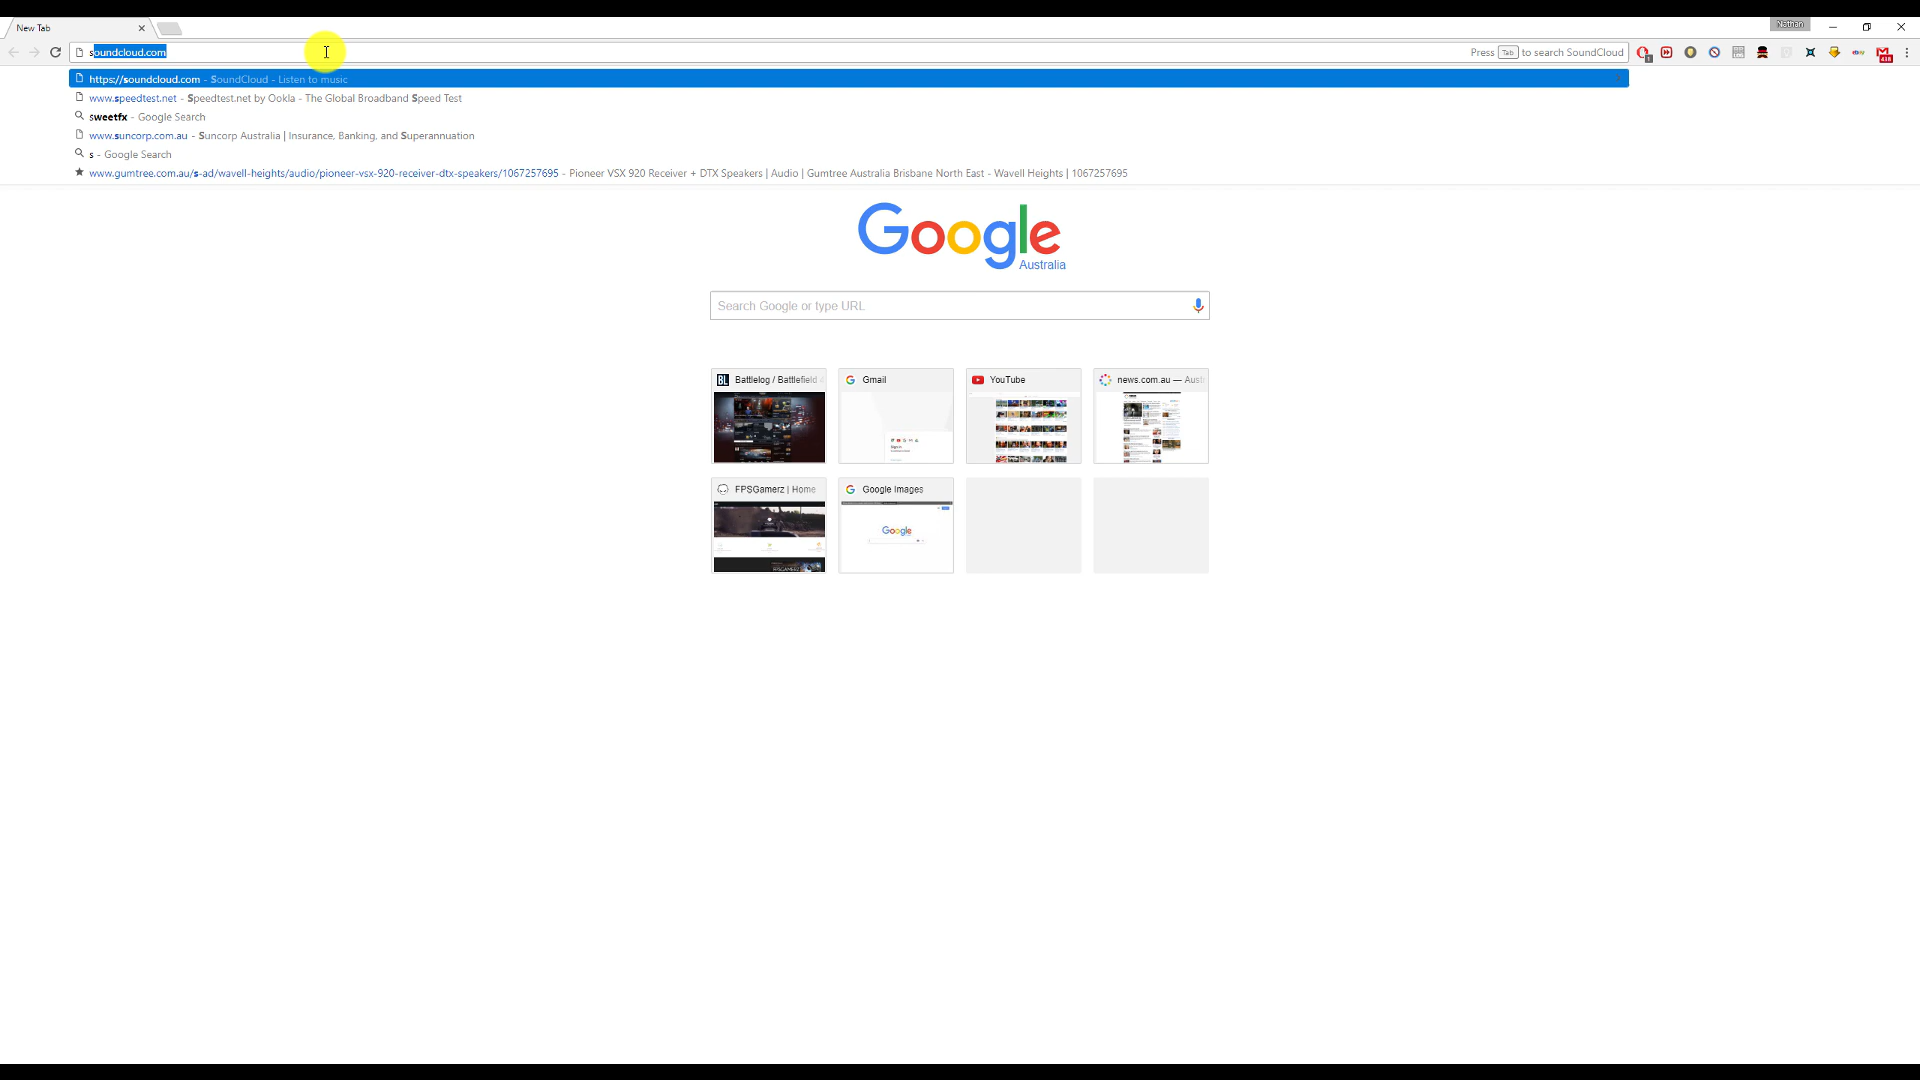 New Tab
Nathan
soundcloud.com
Press Tab to search SoundCloud
https://soundcloud.com - SoundCloud - Listen to music
www.speedtest.net - Speedtest.net by Ookla - The Global Broadband Speed Test
sweetfx - Google Search
www.suncorp.com.au - Suncorp Australia | Insurance, Banking, and Superannuation
s - Google Search
www.gumtree.com.au/s-ad/wavell-heights/audio/pioneer-vsx-920-receiver-dtx-speakers/1067257695 - Pioneer VSX 920 Receiver + DTX Speakers | Audio | Gumtree Australia Brisbane North East - Wavell Heights | 1067257695
Google
Australia
Search Google or type URL
BL Battlelog / Battlefield 4
Gmail
YouTube
news.com.au — Aust
FPSGamerz | Home
Google Images
Google